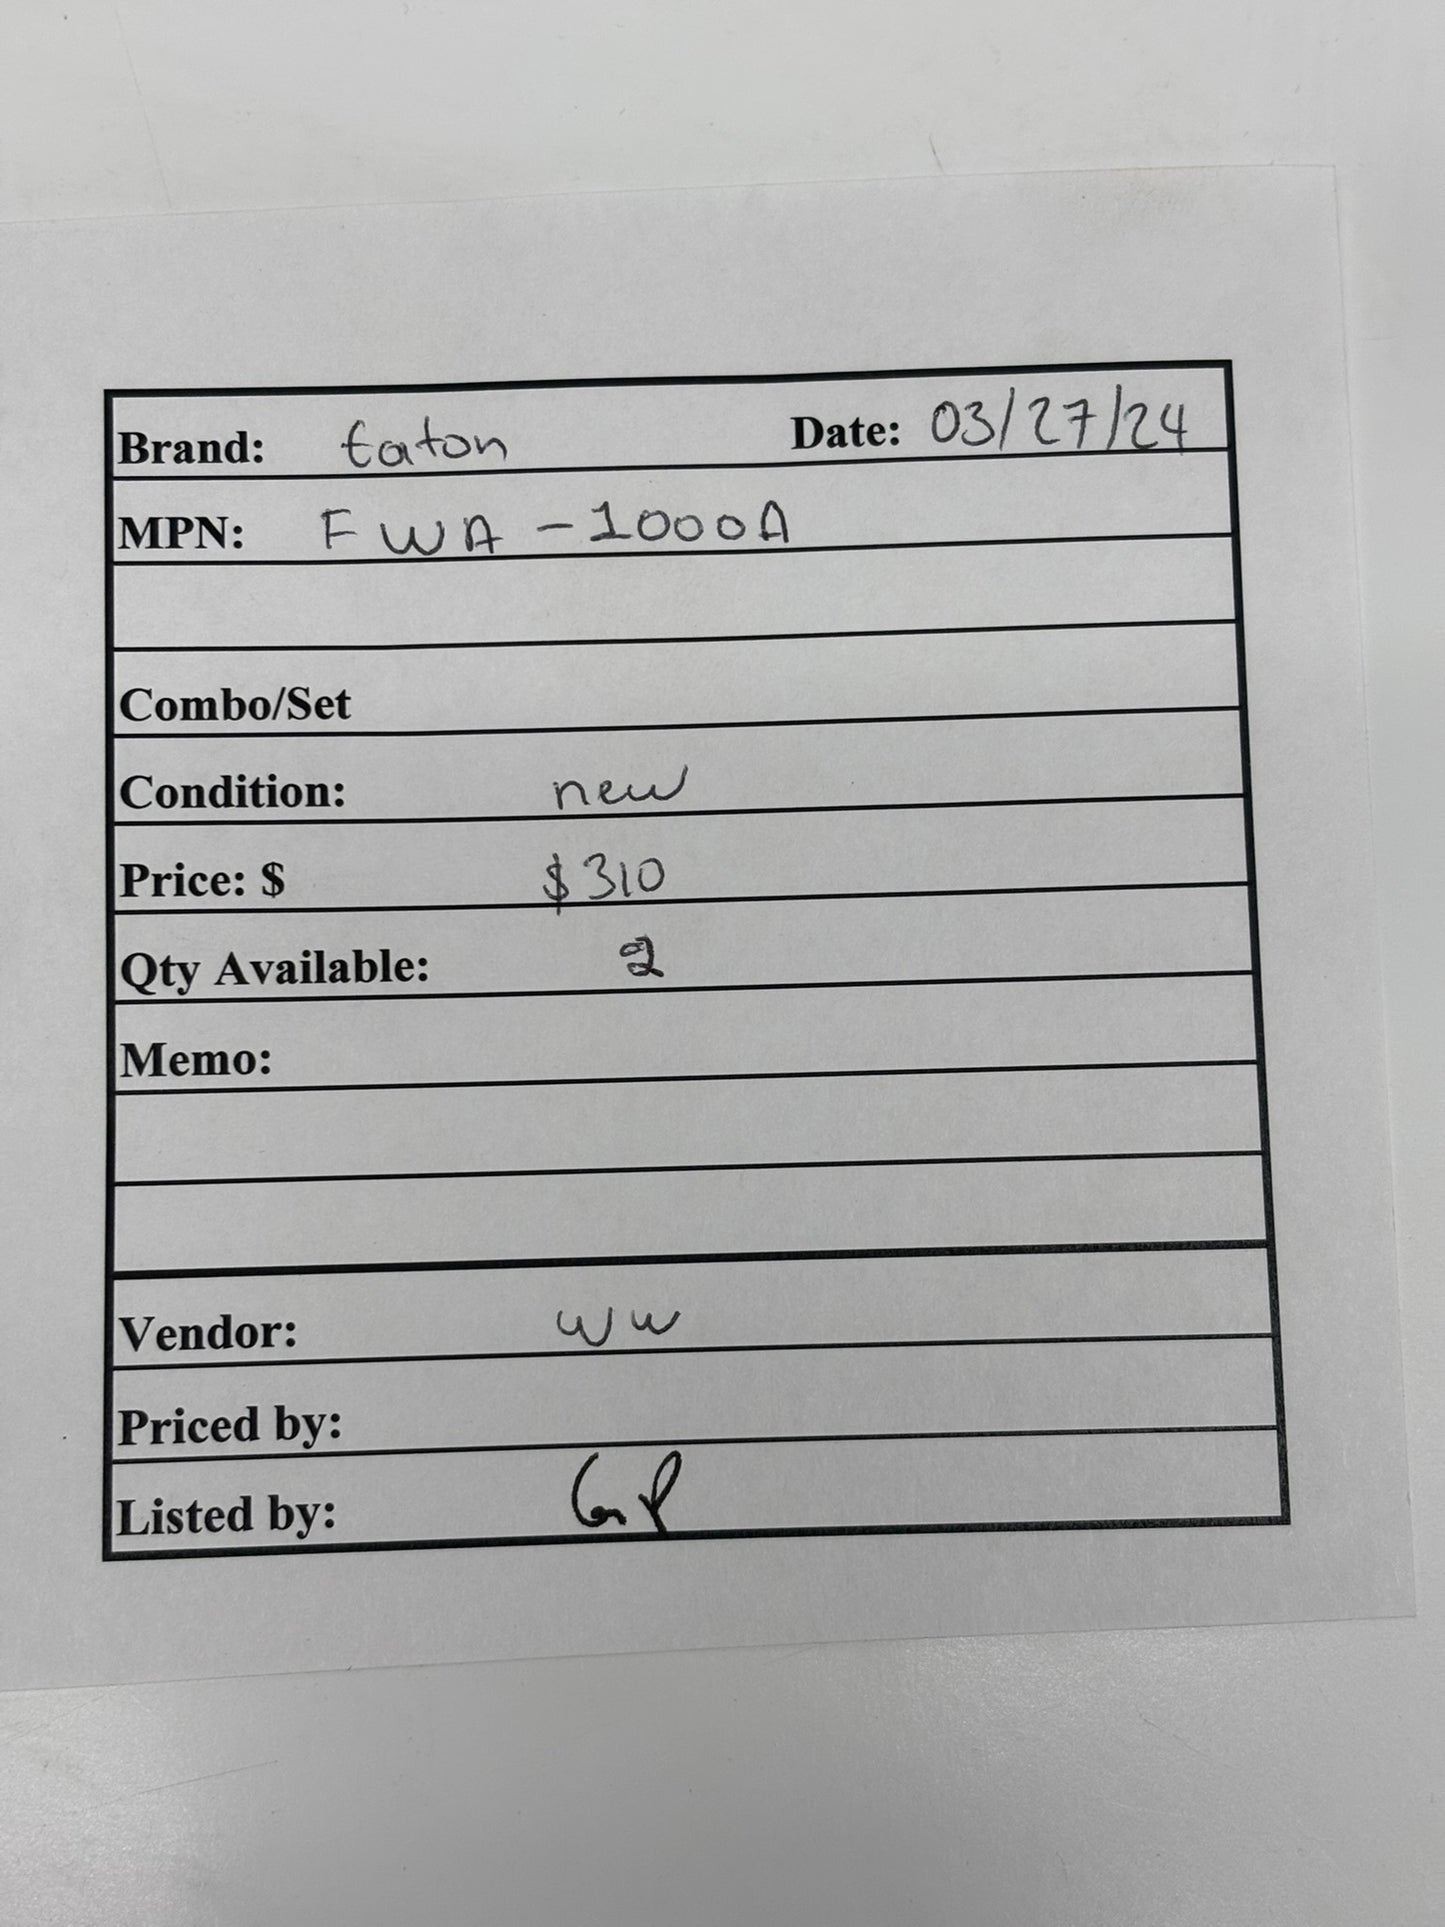 Brand: Eaton Date: 03/27/24
MPN: FWA-1000A
Combo/Set
Condition: new
Price: $ $310
Qty Available: 2
Memo:
Vendor: WW
Priced by:
Listed by: GP